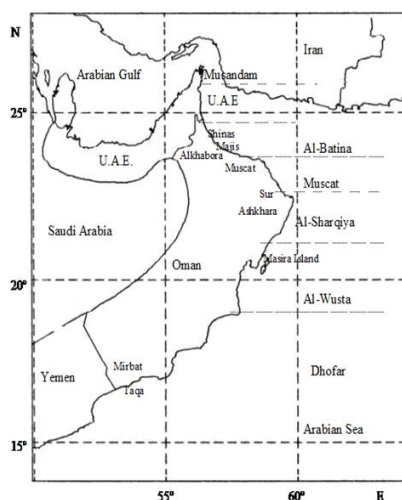 N
Iran
Arabian Gulf
Musandam
U.A.E
25°
Shinas
Majis
Al-Batina
U.A.E.
Alkhabora
Muscat
Muscat
Sur
Ashkhara
Al-Sharqiya
Saudi Arabia
Oman
Masira Island
20°
Al-Wusta
Mirbat
Dhofar
Yemen
Taqa
Arabian Sea
15°
55°
60°
E